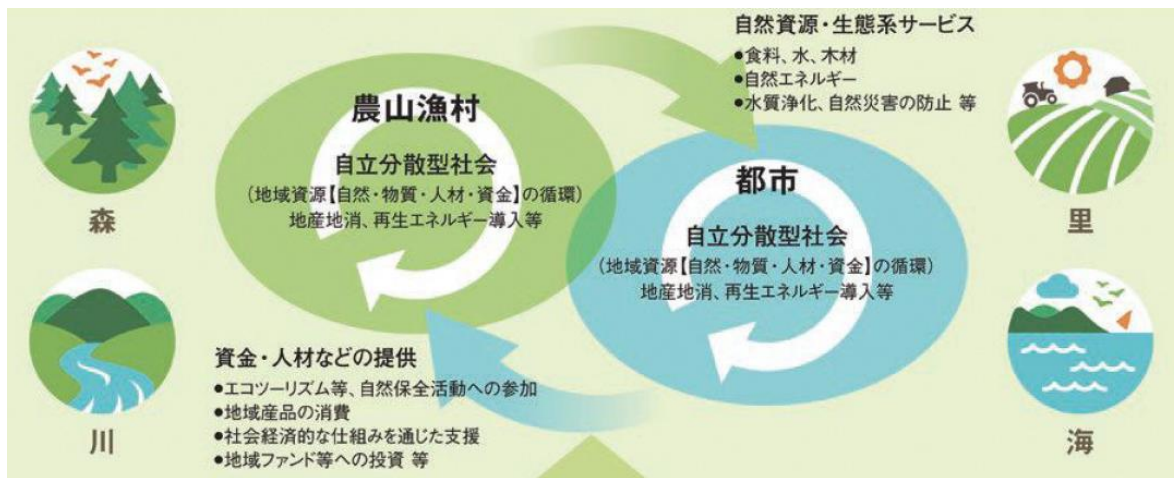 自然資源・生態系サービス
●食料、水、木材
●自然エネルギー
●水質浄化、自然災害の防止 等
農山漁村
自立分散型社会
(地域資源【自然・物質・人材・資金】の循環)
地産地消、再生エネルギー導入等
都市
自立分散型社会
(地域資源【自然・物質・人材・資金】の循環)
地産地消、再生エネルギー導入等
森
里
資金・人材などの提供
●エコツーリズム等、自然保全活動への参加
●地域産品の消費
●社会経済的な仕組みを通じた支援
●地域ファンド等への投資 等
川
海